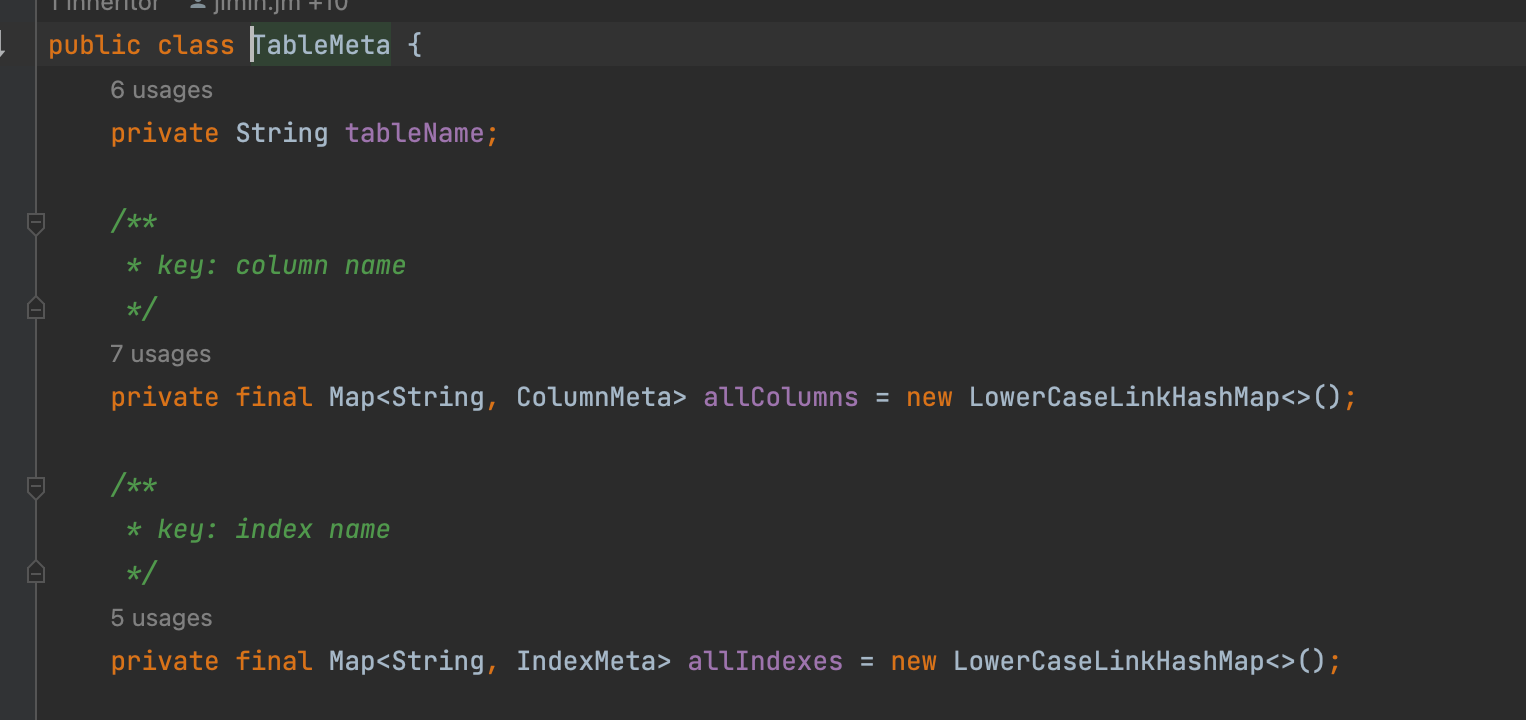 1 inheritor jimin.jm +10
public class TableMeta {
6 usages
private String tableName;
/**
* key: column name
*/
7 usages
private final Map<String, ColumnMeta> allColumns = new LowerCaseLinkHashMap<>();
/**
* key: index name
*/
5 usages
private final Map<String, IndexMeta> allIndexes = new LowerCaseLinkHashMap<>();